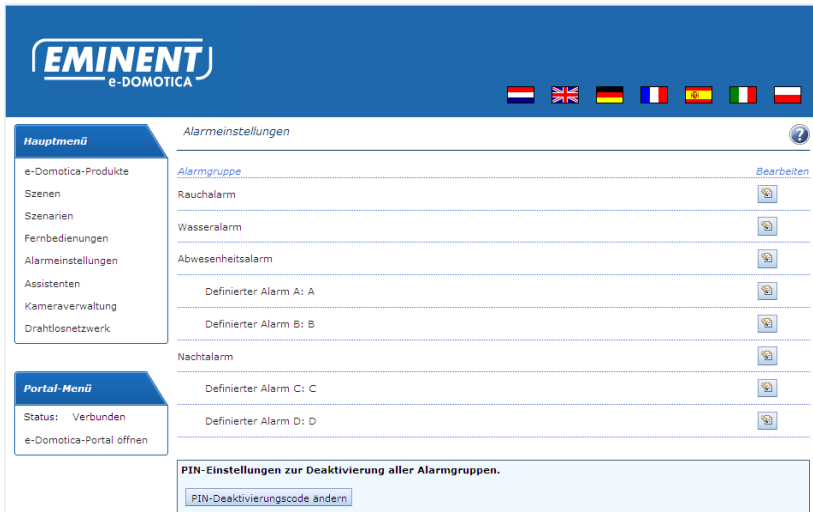 EMINENT
e-DOMOTICA
Hauptmenü
e-Domotica-Produkte
Szenen
Szenarien
Fernbedienungen
Alarmeinstellungen
Assistenten
Kameraverwaltung
Drahtlosnetzwerk
Portal-Menü
Status: Verbunden
e-Domotica-Portal öffnen
Alarmeinstellungen
?
Alarmgruppe Bearbeiten
Rauchalarm
Wasseralarm
Abwesenheitsalarm
Definierter Alarm A: A
Definierter Alarm B: B
Nachtalarm
Definierter Alarm C: C
Definierter Alarm D: D
PIN-Einstellungen zur Deaktivierung aller Alarmgruppen.
PIN-Deaktivierungscode ändern